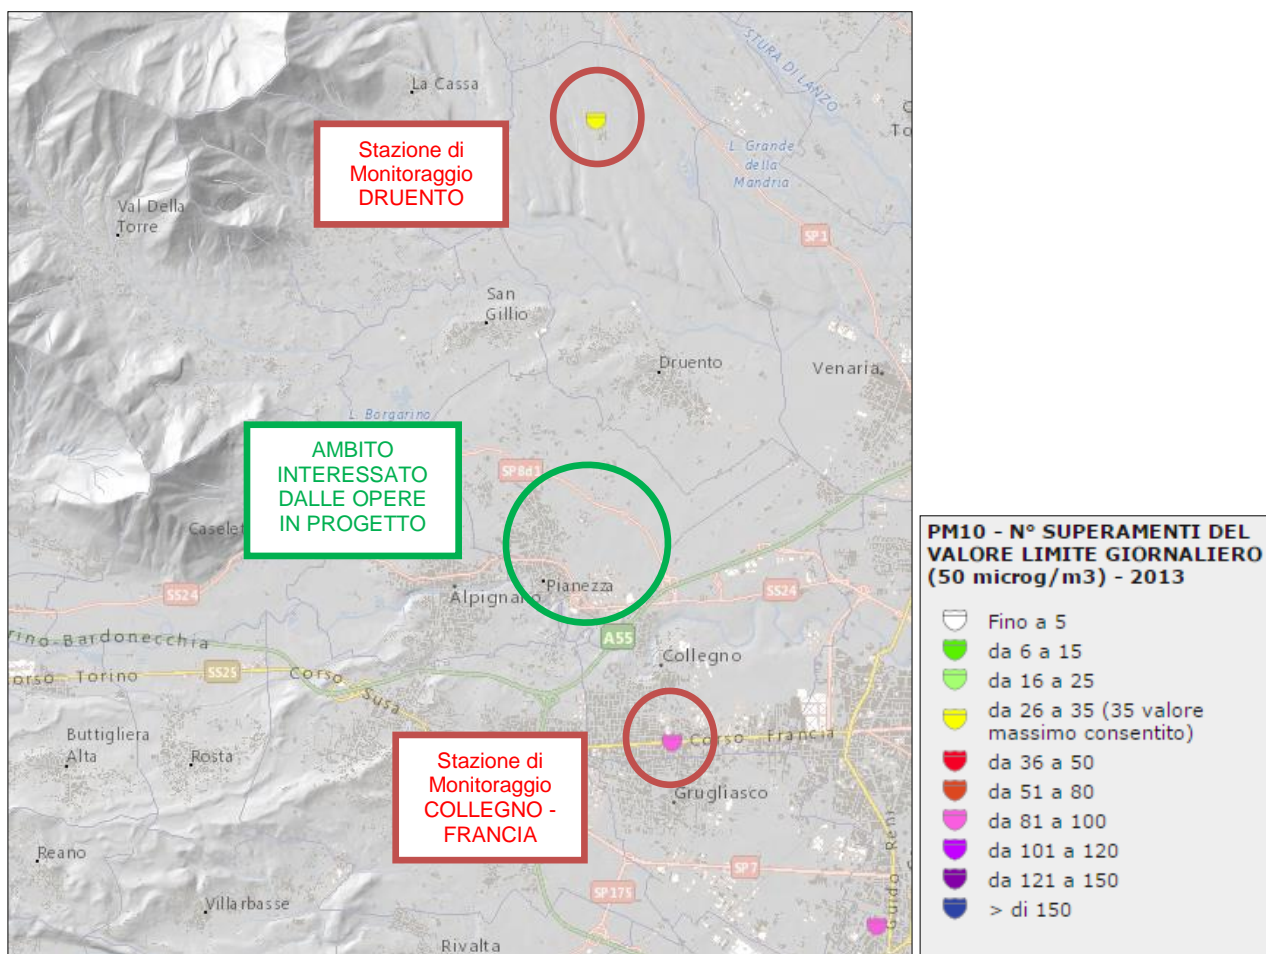 La Cassa
STURA DI LANZO
Stazione di
Monitoraggio
DRUENTO
L. Grande
della
Mandria
Val Della
Torre
SP1
San
Gillio
Druento
Venaria
L. Borgarino
AMBITO
INTERESSATO
DALLE OPERE
IN PROGETTO
SP8d1
Caselet
SS24
Alpignano
Pianezza
SS24
rino-Bardonecchia
A55
Collegno
SS25
Corso Susa
orso Torino
Buttigliera
Alta
Rosta
Corso Francia
Stazione di
Monitoraggio
COLLEGNO -
FRANCIA
Grugliasco
Reano
SP7
SP175
Guido Reni
Villarbasse
Rivalta
PM10 - N° SUPERAMENTI DEL
VALORE LIMITE GIORNALIERO
(50 microg/m3) - 2013
Fino a 5
da 6 a 15
da 16 a 25
da 26 a 35 (35 valore
massimo consentito)
da 36 a 50
da 51 a 80
da 81 a 100
da 101 a 120
da 121 a 150
> di 150